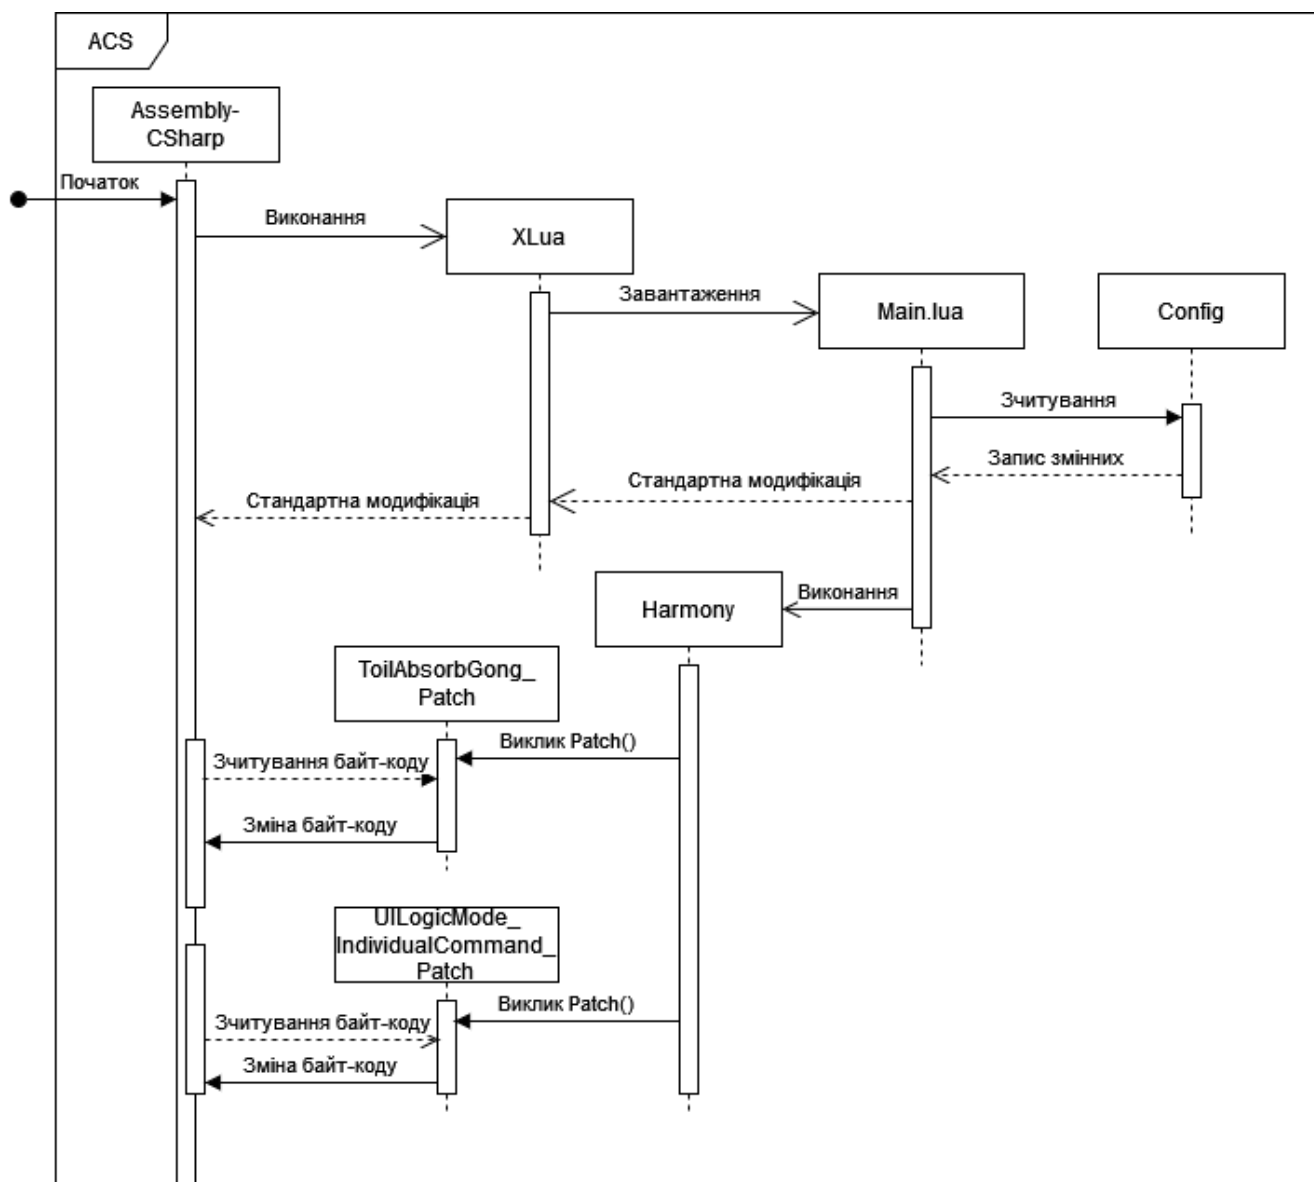 ACS
Assembly-
CSharp
Початок
Виконання
XLua
Завантаження
Main.lua
Config
Зчитування
Запис змінних
Стандартна модифікація
Стандартна модифікація
Виконання
Harmony
ToilAbsorbGong_
Patch
Виклик Patch()
Зчитування байт-коду
Зміна байт-коду
UILogicMode_
IndividualCommand_
Patch
Виклик Patch()
Зчитування байт-коду
Зміна байт-коду